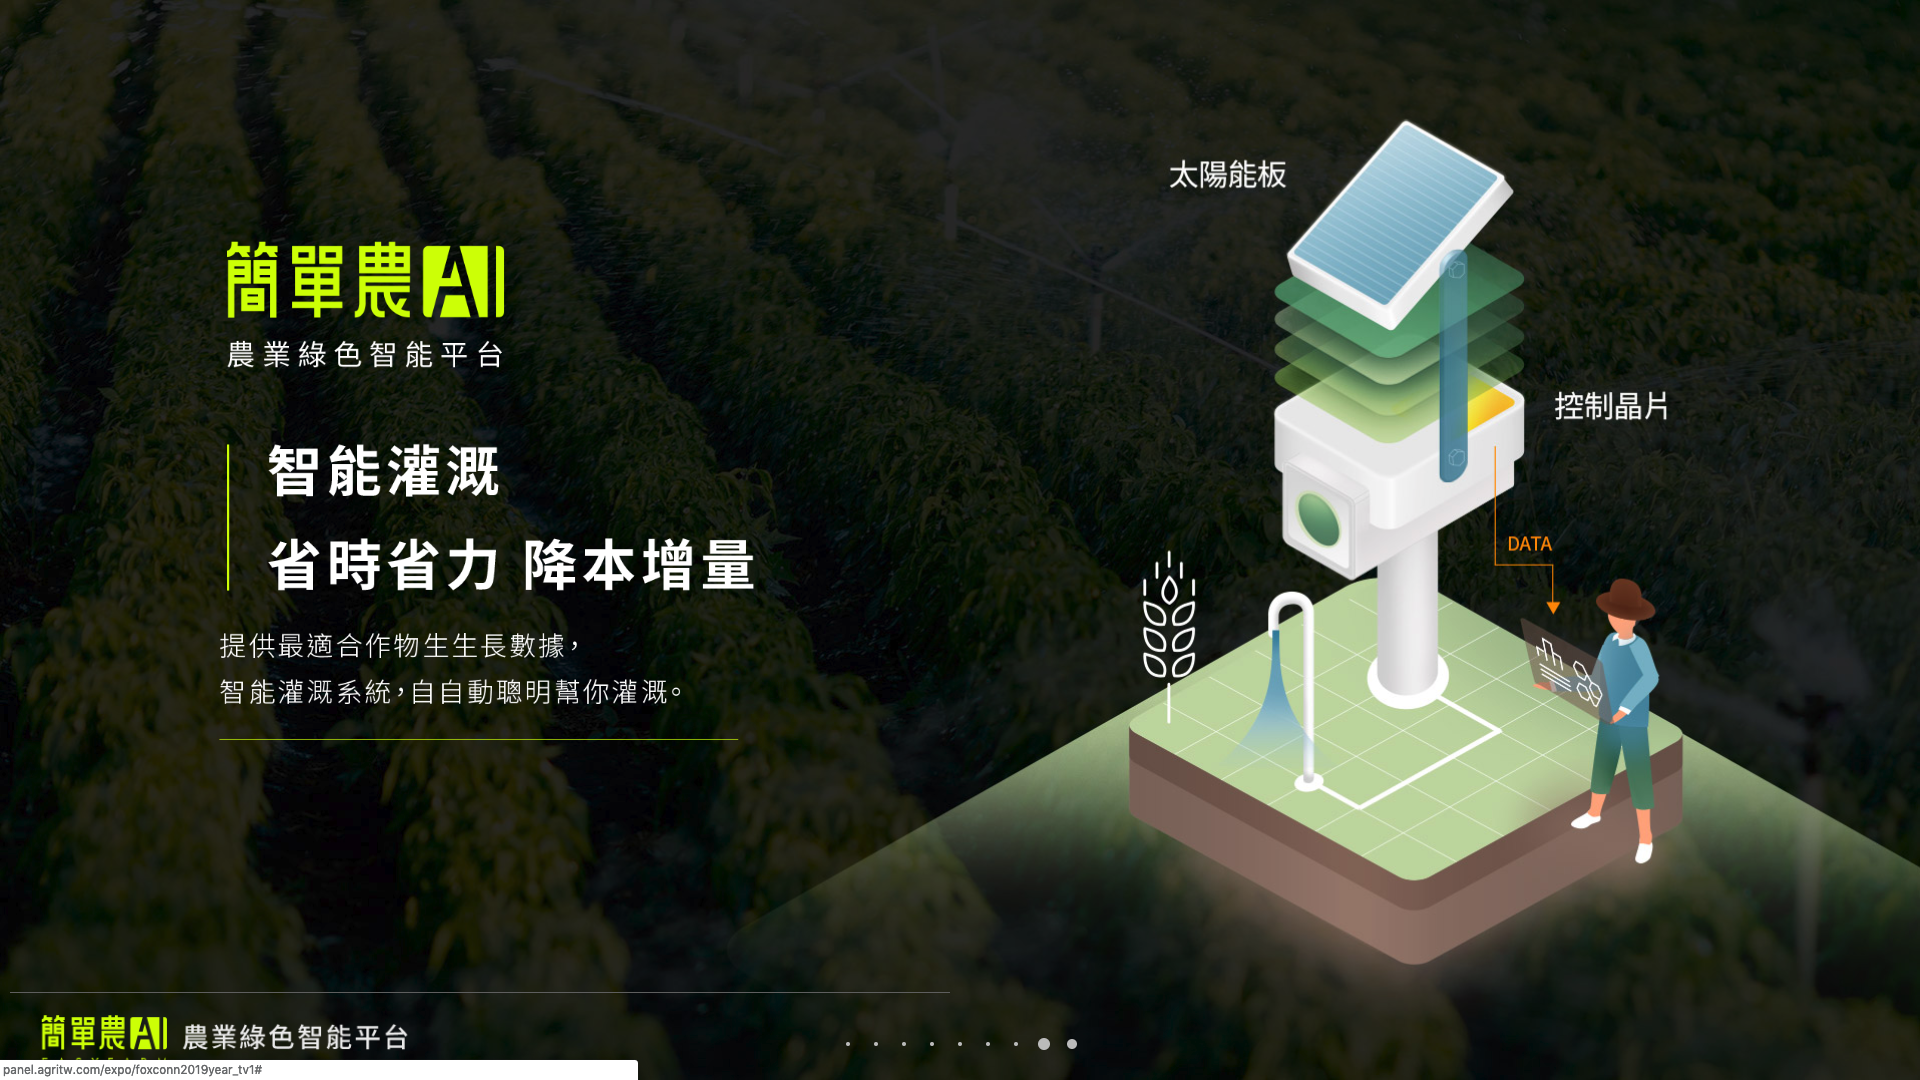 簡單農AI
農業綠色智能平台
智能灌溉
省時省力 降本增量
提供最適合作物生生長數據，
智能灌溉系統，自自動聰明幫你灌溉。
太陽能板
控制晶片
DATA
簡單農AI 農業綠色智能平台
panel.agritw.com/expo/foxconn2019year_tv1#